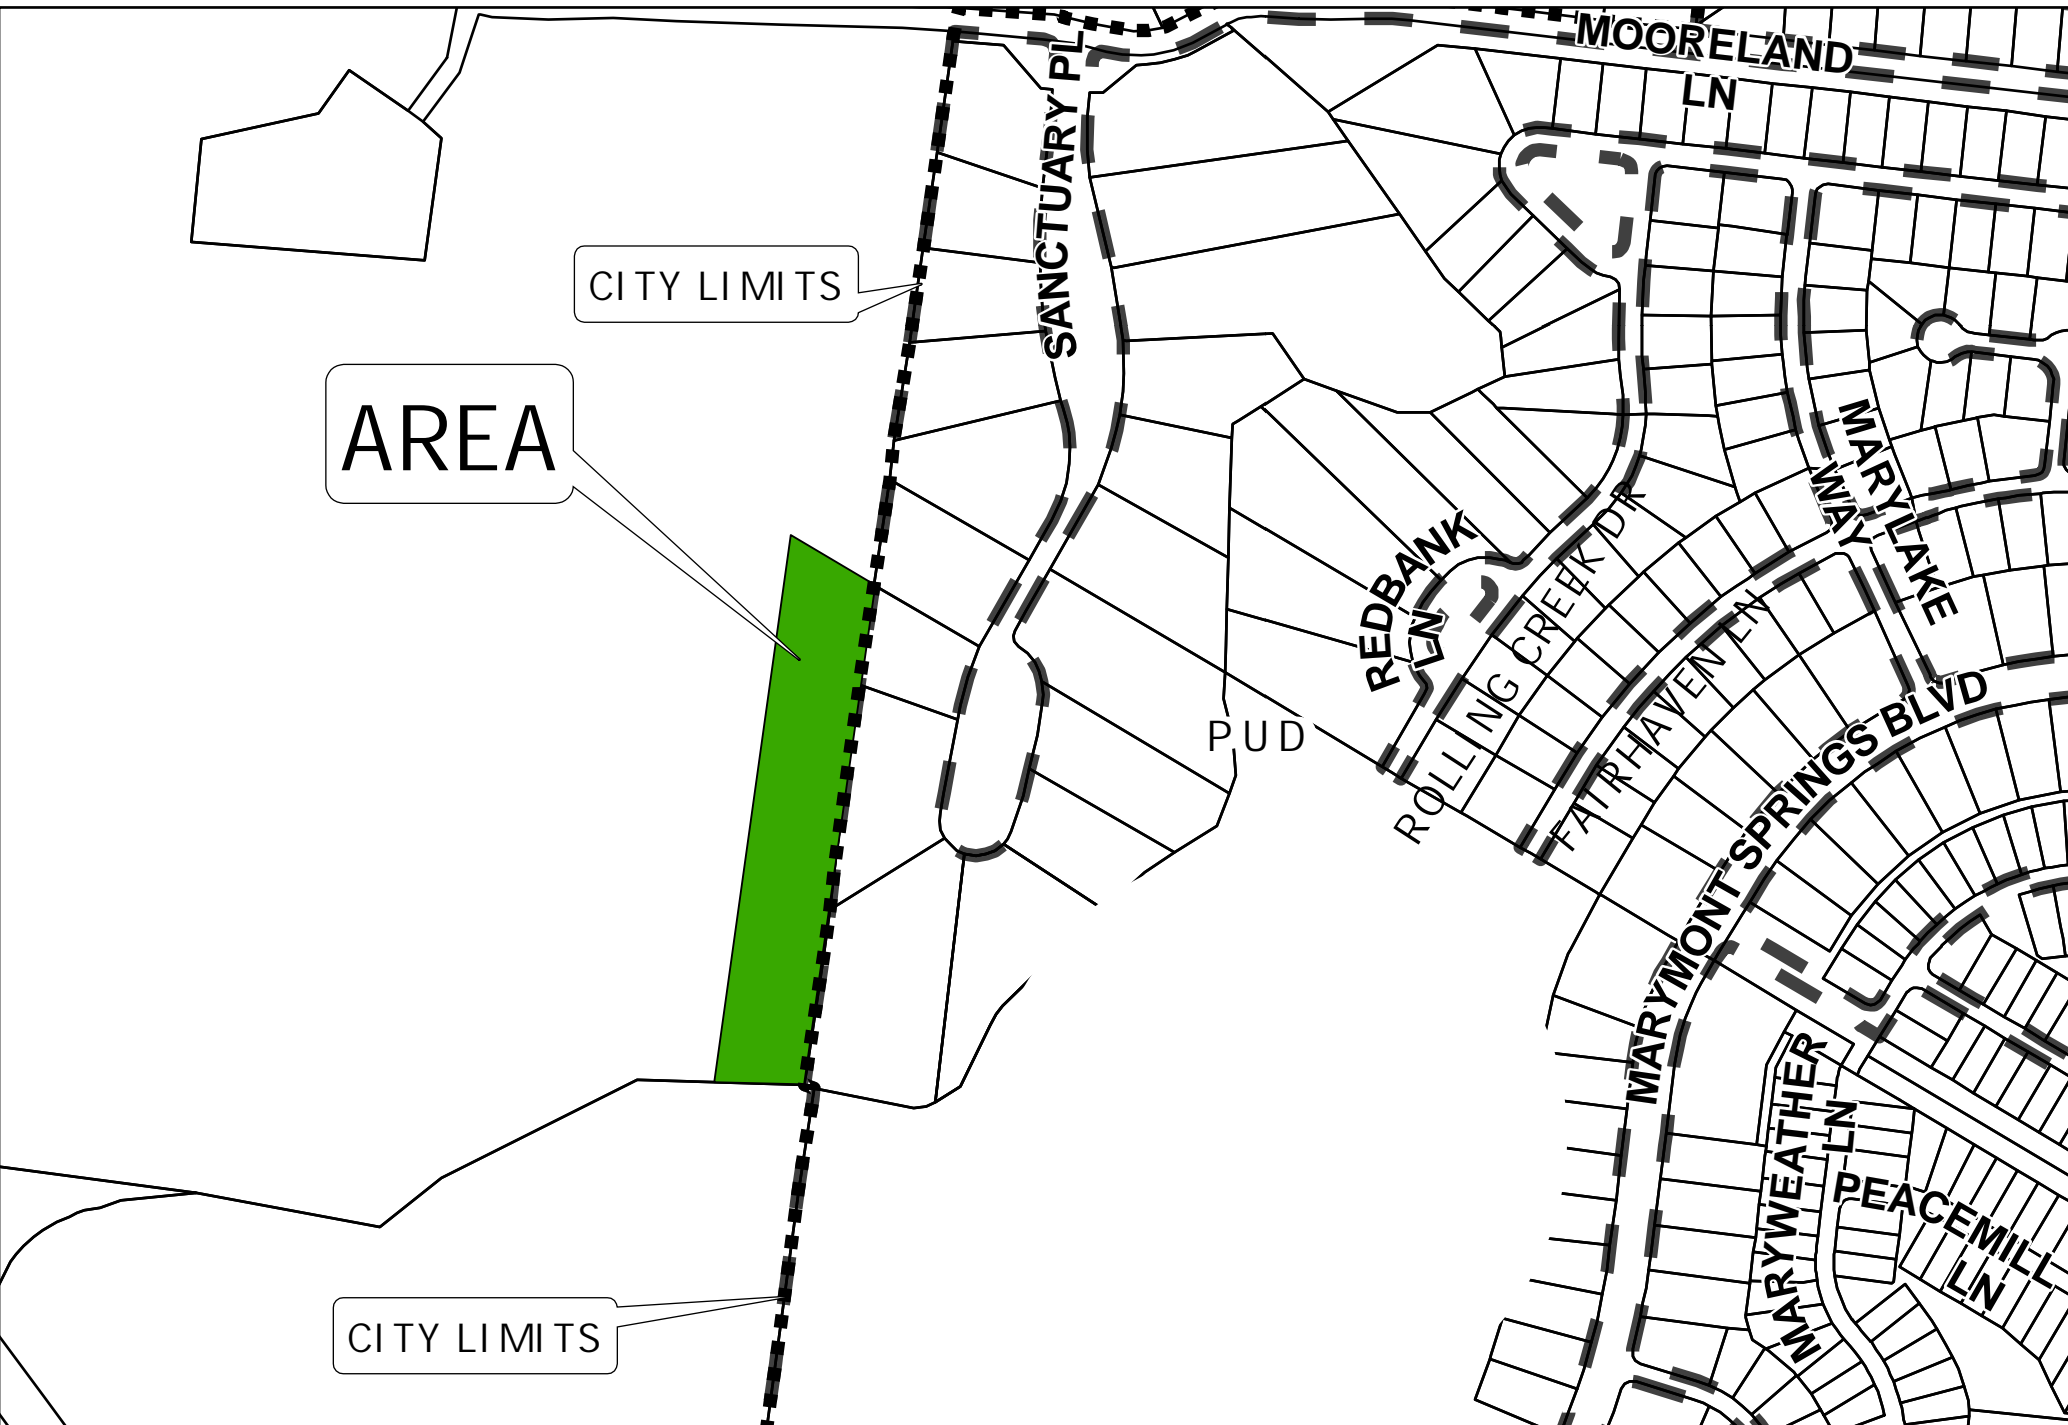 MOORELAND
LN
SANCTUARY PL
CITY LIMITS
AREA
MARYLAKE
WAY
REDBANK
LN
ROLLING CREEK DR
FAIRHAVEN LN
PUD
MARYMONT SPRINGS BLVD
MARYWEATHER
LN
PEACEMILL
LN
CITY LIMITS